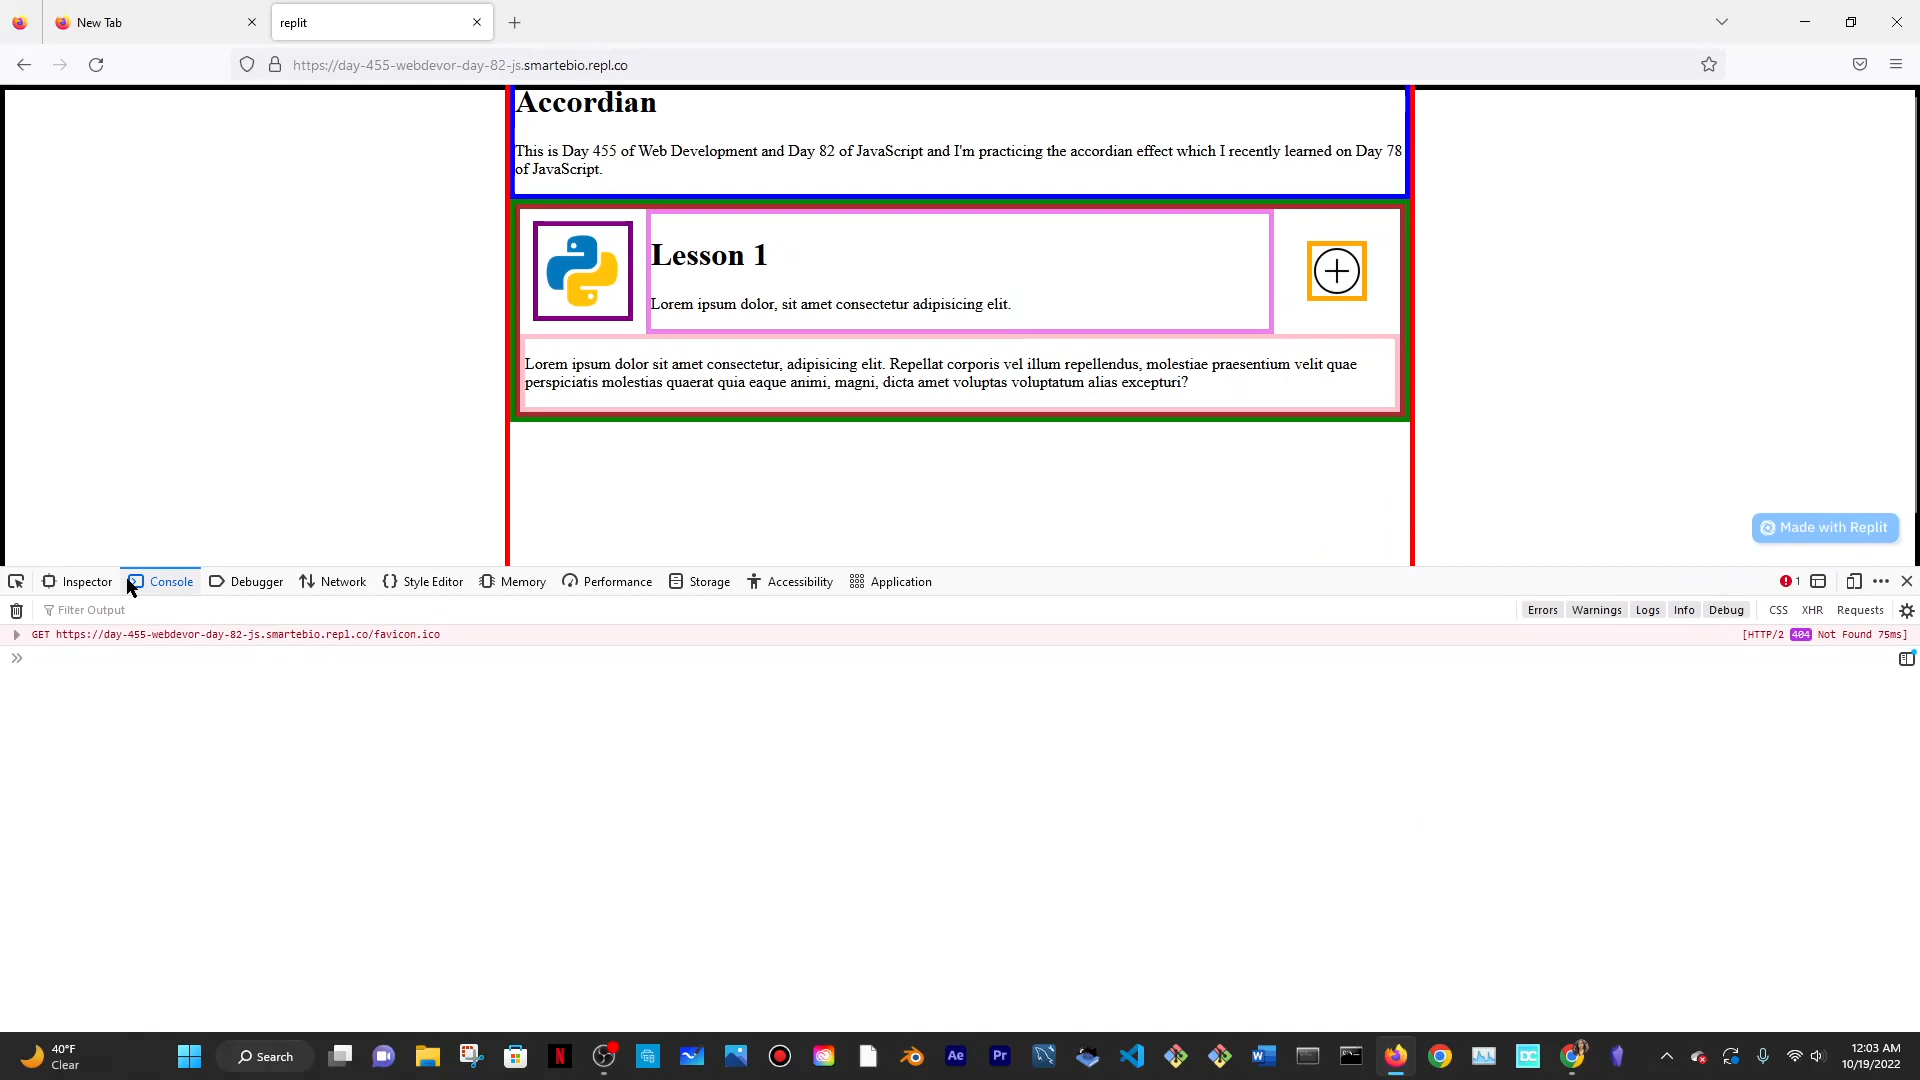 New Tab
replit
https://day-455-webdevor-day-82-js.smartebio.repl.co
Accordian
This is Day 455 of Web Development and Day 82 of JavaScript and I'm practicing the accordian effect which I recently learned on Day 78
of JavaScript.
Lesson 1
Lorem ipsum dolor, sit amet consectetur adipisicing elit.
Lorem ipsum dolor sit amet consectetur, adipisicing elit. Repellat corporis vel illum repellendus, molestiae praesentium velit quae
perspiciatis molestias quaerat quia eaque animi, magni, dicta amet voluptas voluptatum alias excepturi?
Made with Replit
Inspector Console Debugger Network Style Editor Memory Performance Storage Accessibility Application 1
Filter Output Errors Warnings Logs Info Debug CSS XHR Requests
GET https://day-455-webdevor-day-82-js.smartebio.repl.co/favicon.ico [HTTP/2 404 Not Found 75ms]
40°F
Clear
Search
N
Ae
Pr
W
DC
12:03 AM
10/19/2022